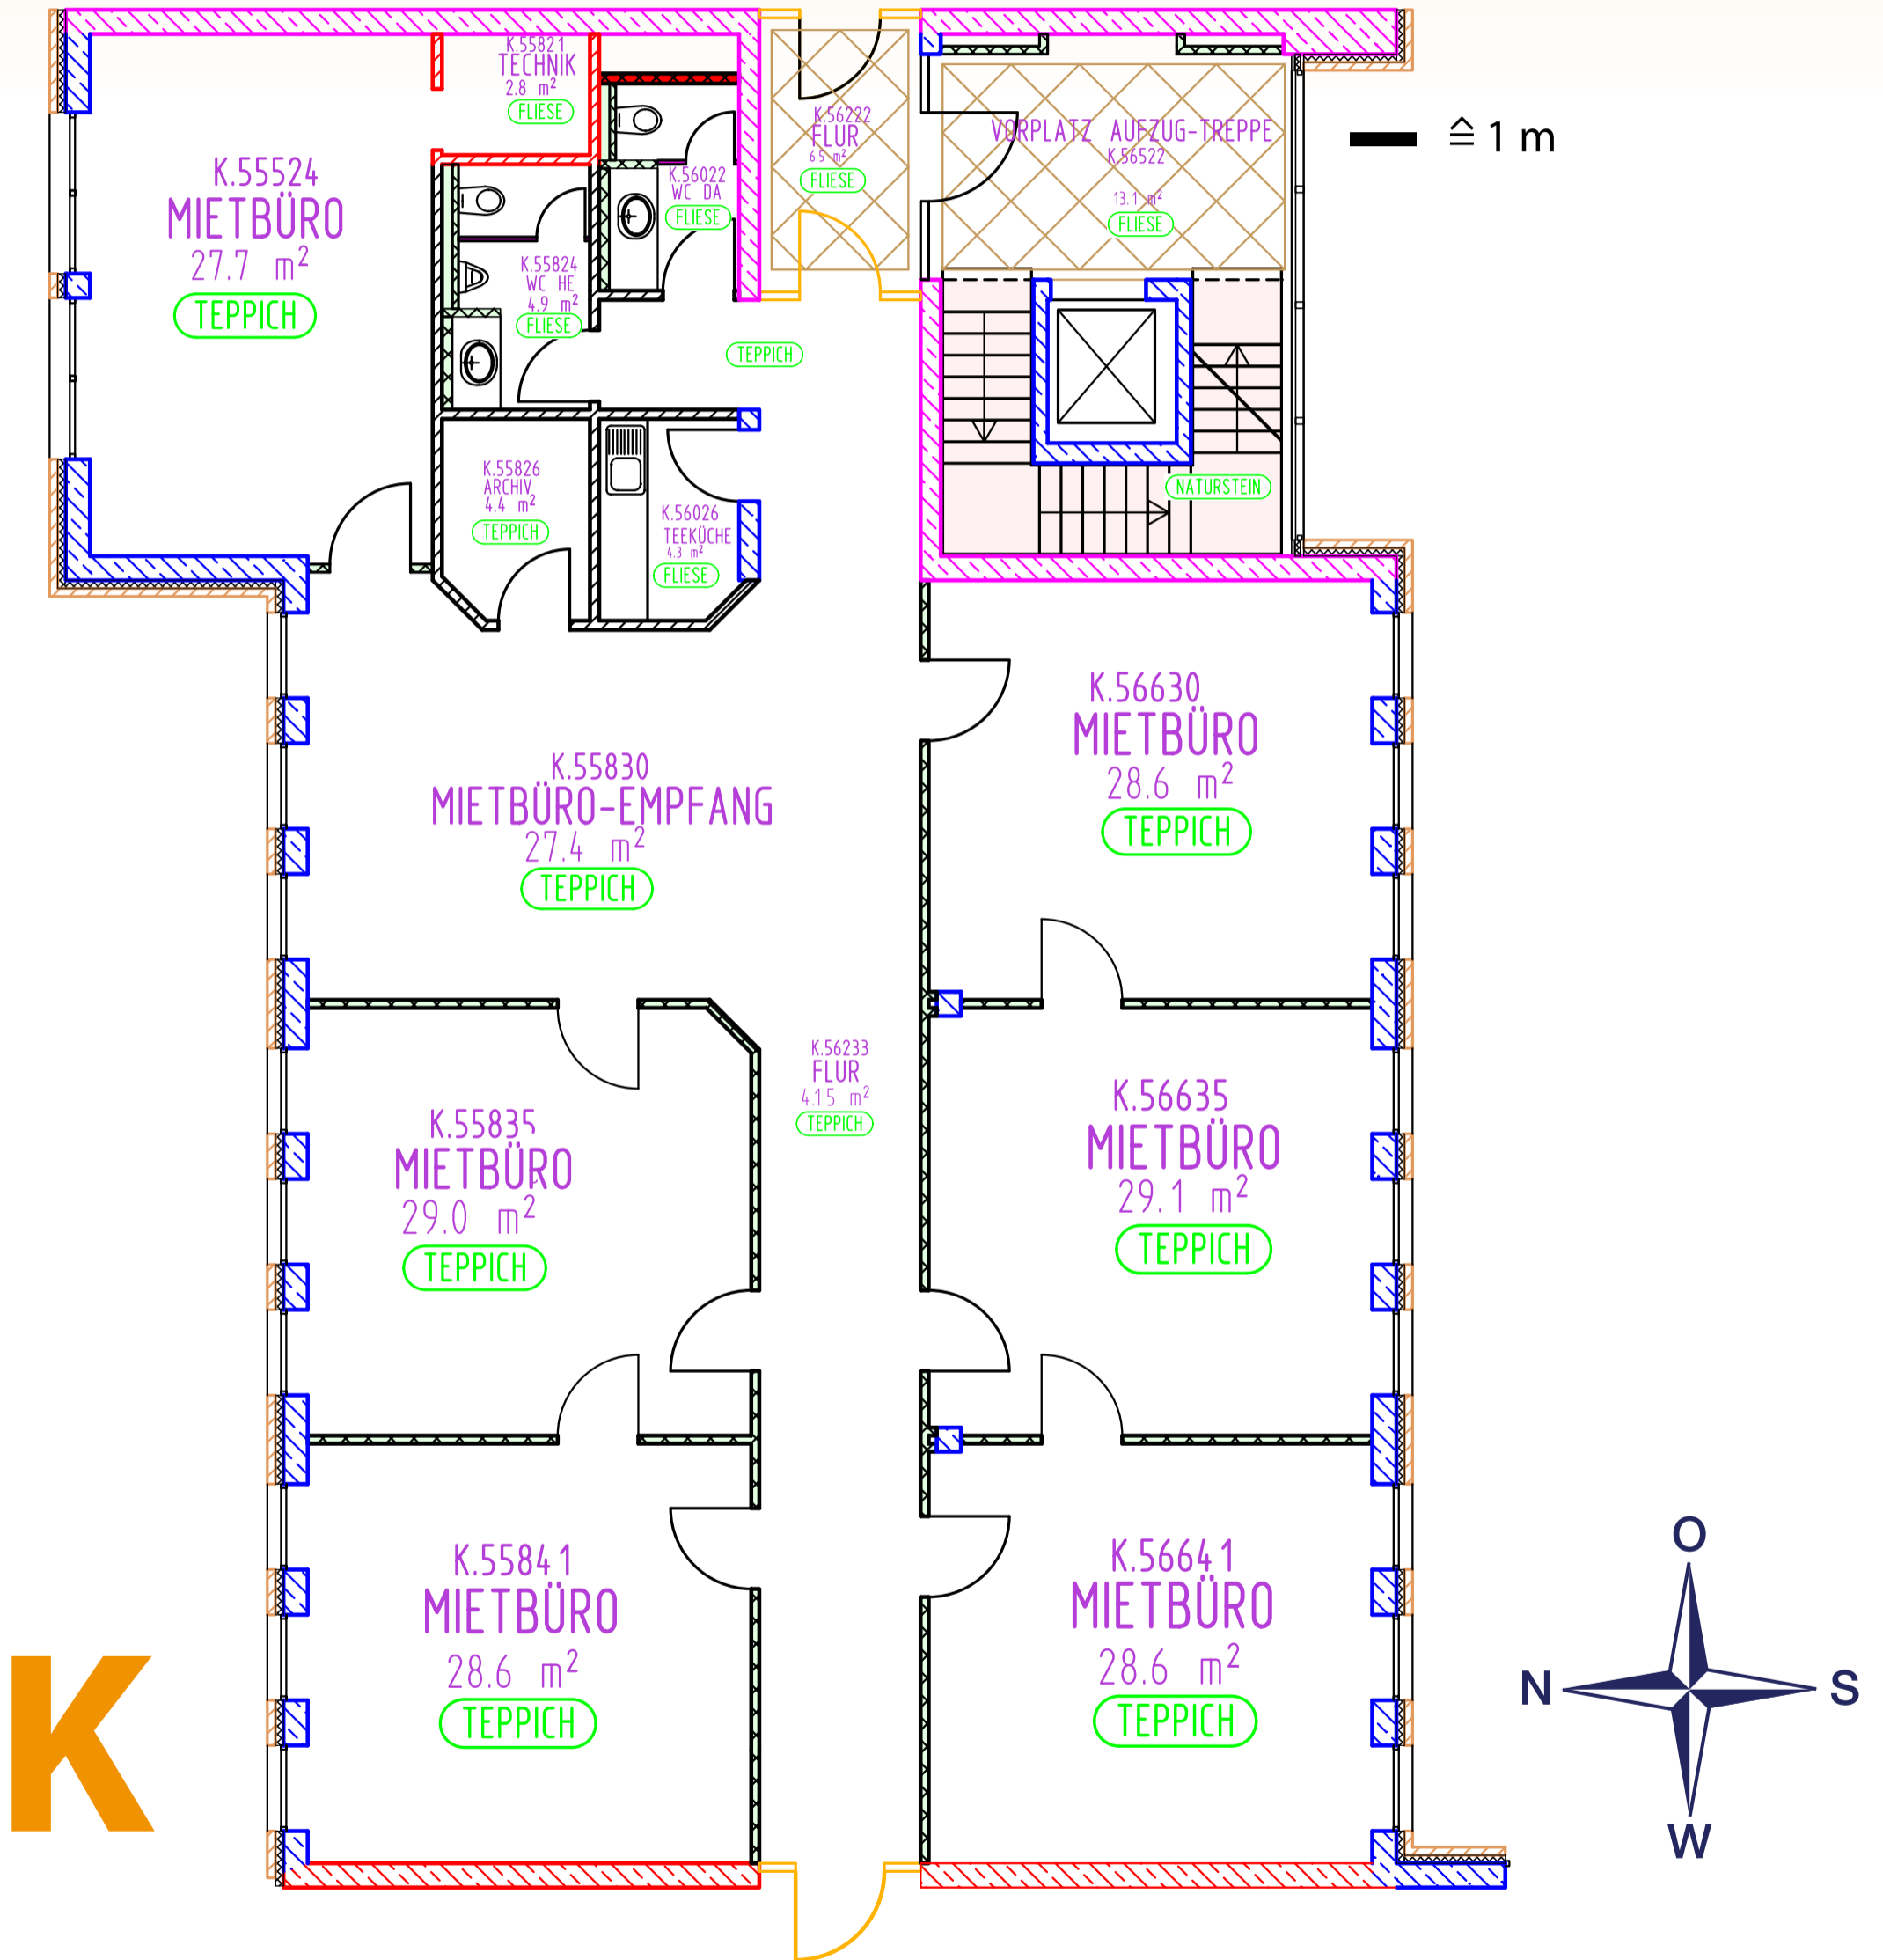 K.55821
TECHNIK
2.8 m²
FLIESE
K.56222
FLUR
6.5 m²
FLIESE
VORPLATZ AUFZUG-TREPPE
K.56522
13.1 m²
FLIESE
≙ 1 m
K.55524
MIETBÜRO
27.7 m²
TEPPICH
K.56022
WC DA
FLIESE
K.55824
WC HE
4.9 m²
FLIESE
TEPPICH
K.55826
ARCHIV
4.4 m²
TEPPICH
K.56026
TEEKÜCHE
4.3 m²
FLIESE
NATURSTEIN
K.55830
MIETBÜRO-EMPFANG
27.4 m²
TEPPICH
K.56630
MIETBÜRO
28.6 m²
TEPPICH
K.56233
FLUR
4.15 m²
TEPPICH
K.55835
MIETBÜRO
29.0 m²
TEPPICH
K.56635
MIETBÜRO
29.1 m²
TEPPICH
K.55841
MIETBÜRO
28.6 m²
TEPPICH
K.56641
MIETBÜRO
28.6 m²
TEPPICH
K
O
N S
W